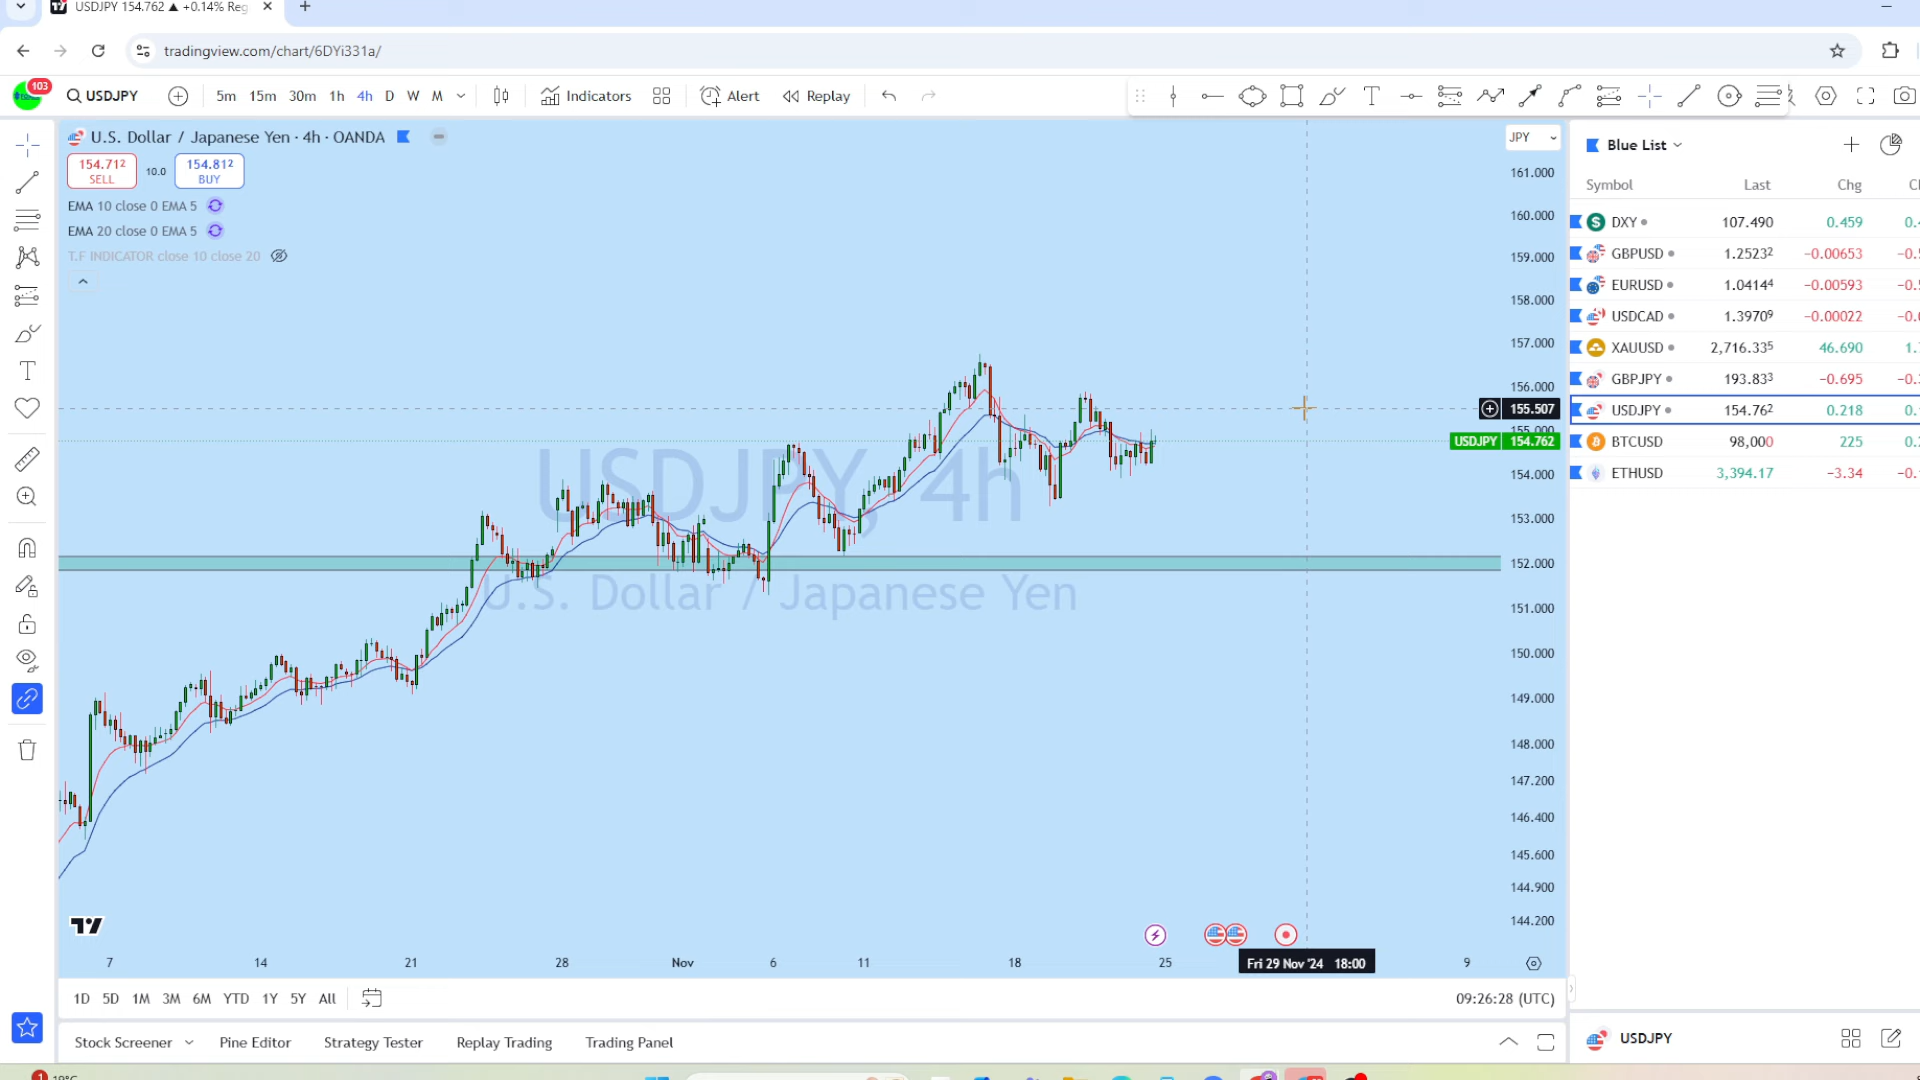 USDJPY 154.762 ▲ +0.14% Reg
tradingview.com/chart/6DYi331a/
103
USDJPY
5m 15m 30m 1h 4h D W M
Indicators
Alert
Replay
U.S. Dollar / Japanese Yen · 4h · OANDA
154.712
SELL
10.0
154.812
BUY
EMA 10 close 0 EMA 5
EMA 20 close 0 EMA 5
T.F INDICATOR close 10 close 20
USDJPY, 4h
U.S. Dollar / Japanese Yen
JPY
161.000
160.000
159.000
158.000
157.000
156.000
155.507
155.000
USDJPY 154.762
154.000
153.000
152.000
151.000
150.000
149.000
148.000
147.200
146.400
145.600
144.900
144.200
7 14 21 28 Nov 6 11 18 25 Fri 29 Nov '24 18:00 9
1D 5D 1M 3M 6M YTD 1Y 5Y All
09:26:28 (UTC)
Stock Screener Pine Editor Strategy Tester Replay Trading Trading Panel
Blue List
Symbol Last Chg
DXY 107.490 0.459
GBPUSD 1.25232 −0.00653
EURUSD 1.04144 −0.00593
USDCAD 1.39709 −0.00022
XAUUSD 2,716.335 46.690
GBPJPY 193.833 −0.695
USDJPY 154.762 0.218
BTCUSD 98,000 225
ETHUSD 3,394.17 −3.34
USDJPY